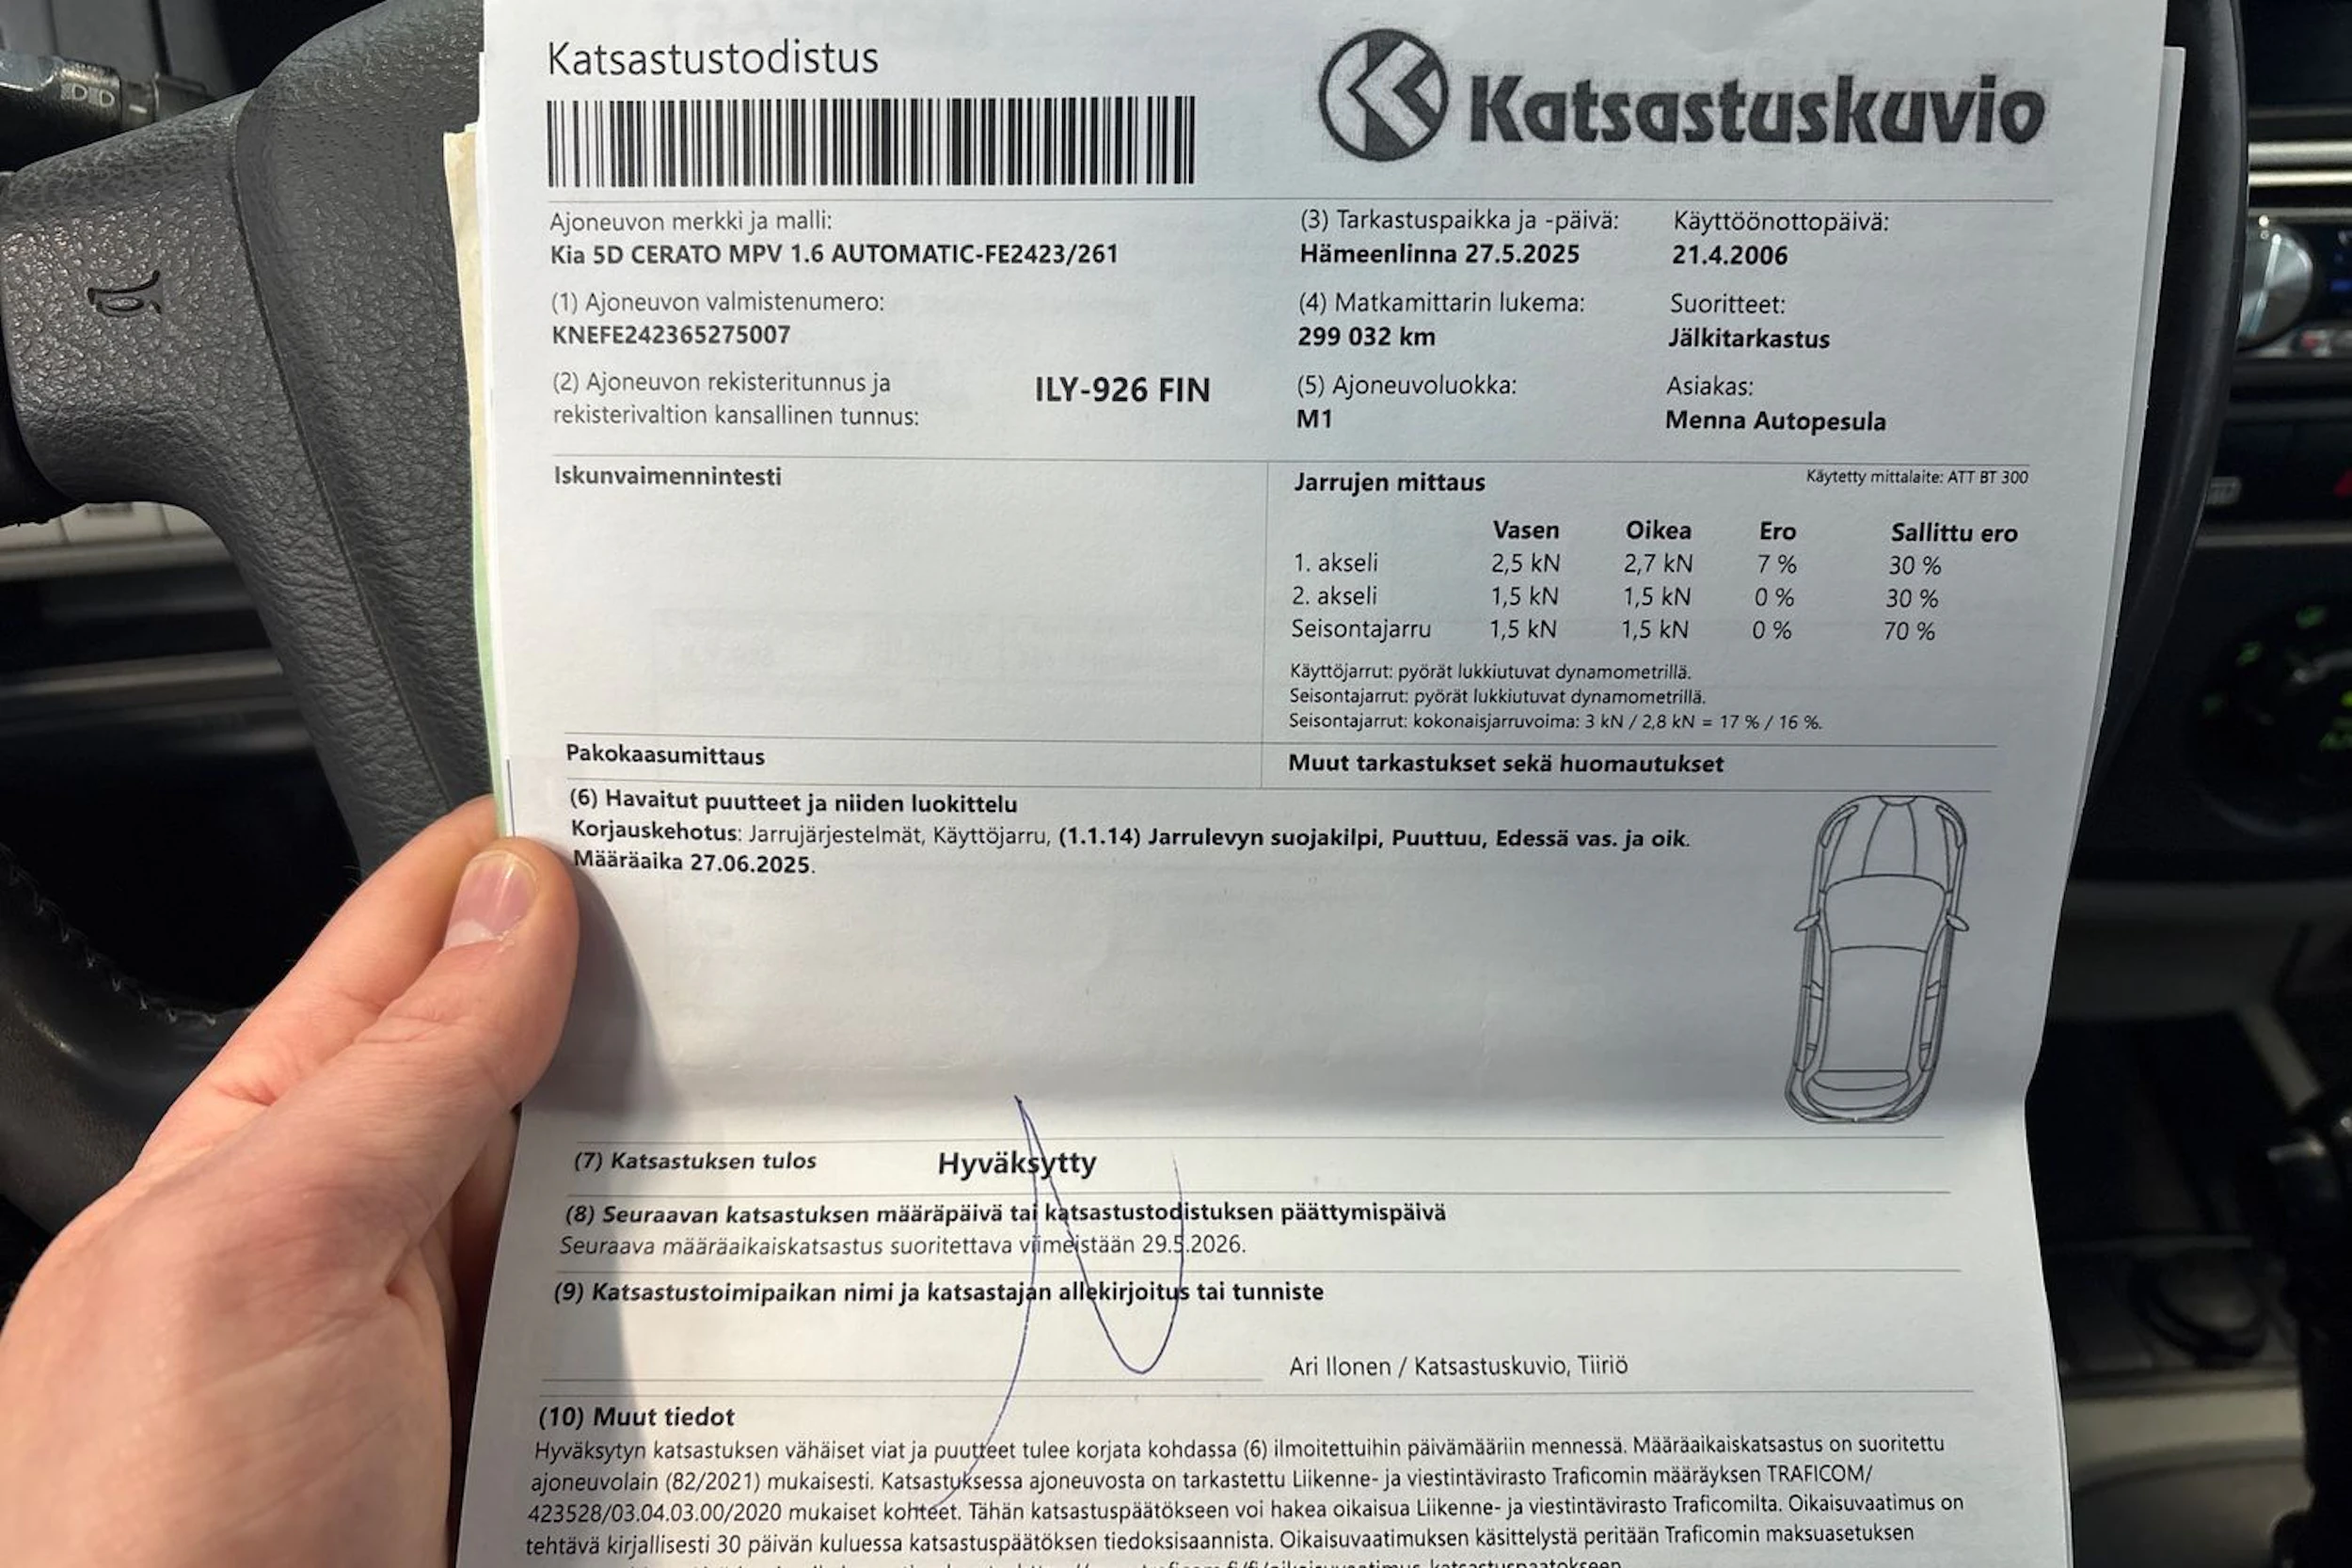 Katsastustodistus
Katsastuskuvio
Ajoneuvon merkki ja malli:
Kia 5D CERATO MPV 1.6 AUTOMATIC-FE2423/261
(3) Tarkastuspaikka ja -päivä:
Hämeenlinna 27.5.2025
Käyttöönottopäivä:
21.4.2006
(1) Ajoneuvon valmistenumero:
KNEFE242365275007
(4) Matkamittarin lukema:
299 032 km
Suoritteet:
Jälkitarkastus
(2) Ajoneuvon rekisteritunnus ja
rekisterivaltion kansallinen tunnus:
ILY-926 FIN
(5) Ajoneuvoluokka:
M1
Asiakas:
Menna Autopesula
Iskunvaimennintesti
Jarrujen mittaus
Käytetty mittalaite: ATT BT 300
Vasen Oikea Ero Sallittu ero
1. akseli 2,5 kN 2,7 kN 7 % 30 %
2. akseli 1,5 kN 1,5 kN 0 % 30 %
Seisontajarru 1,5 kN 1,5 kN 0 % 70 %
Käyttöjarrut: pyörät lukkiutuvat dynamometrillä.
Seisontajarrut: pyörät lukkiutuvat dynamometrillä.
Seisontajarrut: kokonaisjarruvoima: 3 kN / 2,8 kN = 17 % / 16 %.
Pakokaasumittaus
Muut tarkastukset sekä huomautukset
(6) Havaitut puutteet ja niiden luokittelu
Korjauskehotus: Jarrujärjestelmät, Käyttöjarru, (1.1.14) Jarrulevyn suojakilpi, Puuttuu, Edessä vas. ja oik.
Määräaika 27.06.2025.
(7) Katsastuksen tulos Hyväksytty
(8) Seuraavan katsastuksen määräpäivä tai katsastustodistuksen päättymispäivä
Seuraava määräaikaiskatsastus suoritettava viimeistään 29.5.2026.
(9) Katsastustoimipaikan nimi ja katsastajan allekirjoitus tai tunniste
Ari Ilonen / Katsastuskuvio, Tiiriö
(10) Muut tiedot
Hyväksytyn katsastuksen vähäiset viat ja puutteet tulee korjata kohdassa (6) ilmoitettuihin päivämääriin mennessä. Määräaikaiskatsastus on suoritettu
ajoneuvolain (82/2021) mukaisesti. Katsastuksessa ajoneuvosta on tarkastettu Liikenne- ja viestintävirasto Traficomin määräyksen TRAFICOM/
423528/03.04.03.00/2020 mukaiset kohteet. Tähän katsastuspäätökseen voi hakea oikaisua Liikenne- ja viestintävirasto Traficomilta. Oikaisuvaatimus on
tehtävä kirjallisesti 30 päivän kuluessa katsastuspäätöksen tiedoksisaannista. Oikaisuvaatimuksen käsittelystä peritään Traficomin maksuasetuksen